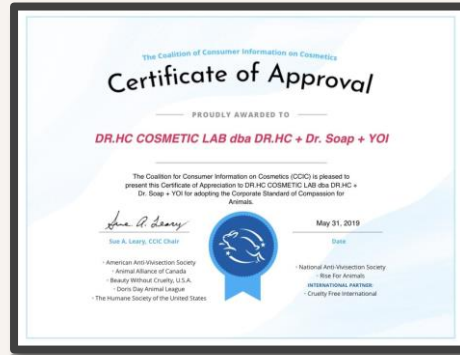 The Coalition of Consumer Information on Cosmetics
Certificate of Approval
PROUDLY AWARDED TO
DR.HC COSMETIC LAB dba DR.HC + Dr. Soap + YOI
The Coalition for Consumer Information on Cosmetics (CCIC) is pleased to
present this Certificate of Appreciation to DR.HC COSMETIC LAB dba DR.HC +
Dr. Soap + YOI for adopting the Corporate Standard of Compassion for
Animals.
Sue A. Leary
Sue A. Leary, CCIC Chair
- American Anti-Vivisection Society
- Animal Alliance of Canada
- Beauty Without Cruelty, U.S.A.
- Doris Day Animal League
- The Humane Society of the United States
May 31, 2019
Date
- National Anti-Vivisection Society
- Rise For Animals
INTERNATIONAL PARTNER:
- Cruelty Free International